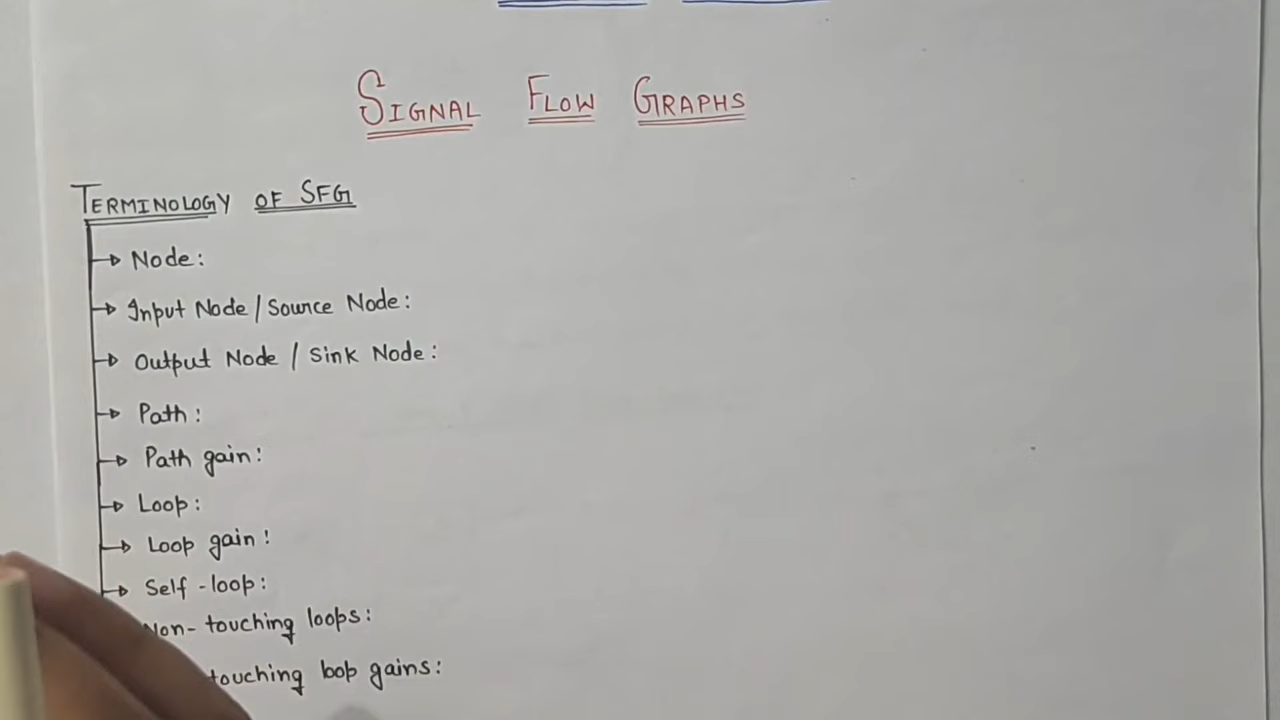 SIGNAL FLOW GRAPHS
TERMINOLOGY OF SFG
Node:
Input Node / Source Node:
Output Node / Sink Node:
Path:
Path gain:
Loop:
Loop gain:
Self-loop:
Non-touching loops:
touching loop gains: